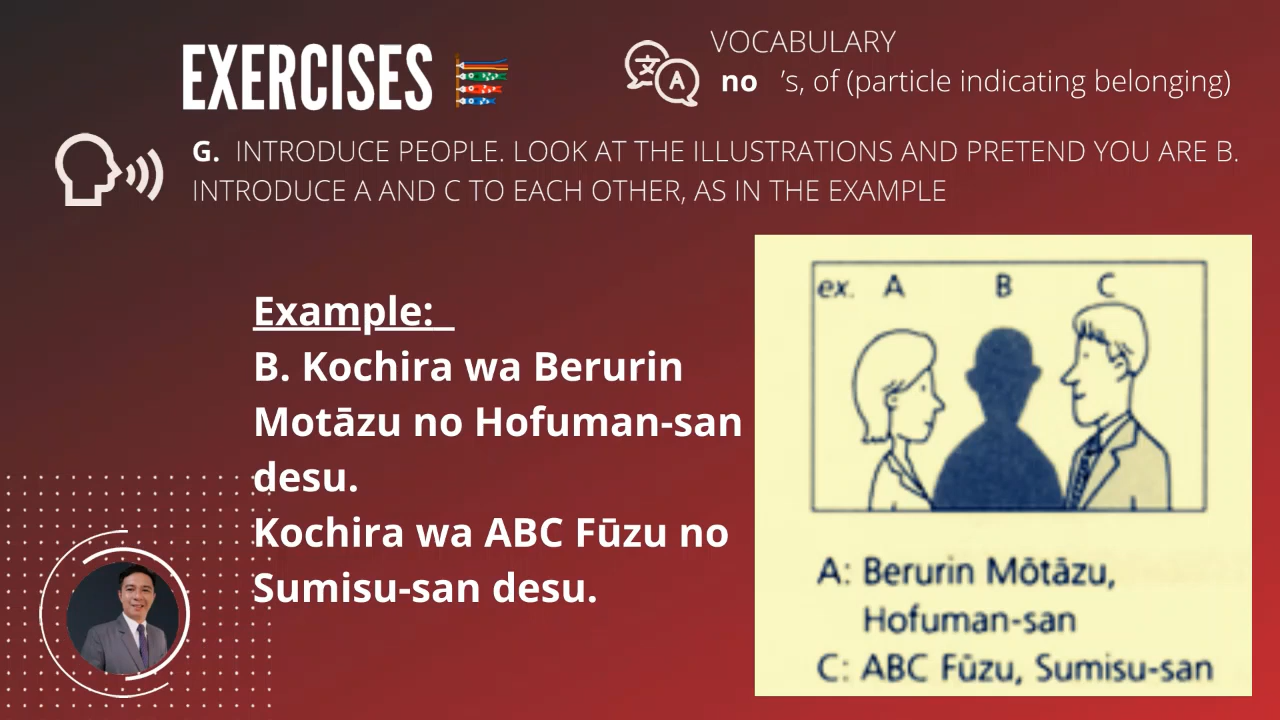 EXERCISES
VOCABULARY
no 's, of (particle indicating belonging)
G. INTRODUCE PEOPLE. LOOK AT THE ILLUSTRATIONS AND PRETEND YOU ARE B.
INTRODUCE A AND C TO EACH OTHER, AS IN THE EXAMPLE
Example:
B. Kochira wa Berurin
Motāzu no Hofuman-san
desu.
Kochira wa ABC Fūzu no
Sumisu-san desu.
ex. A B C
A: Berurin Mōtāzu,
Hofuman-san
C: ABC Fūzu, Sumisu-san
文 A